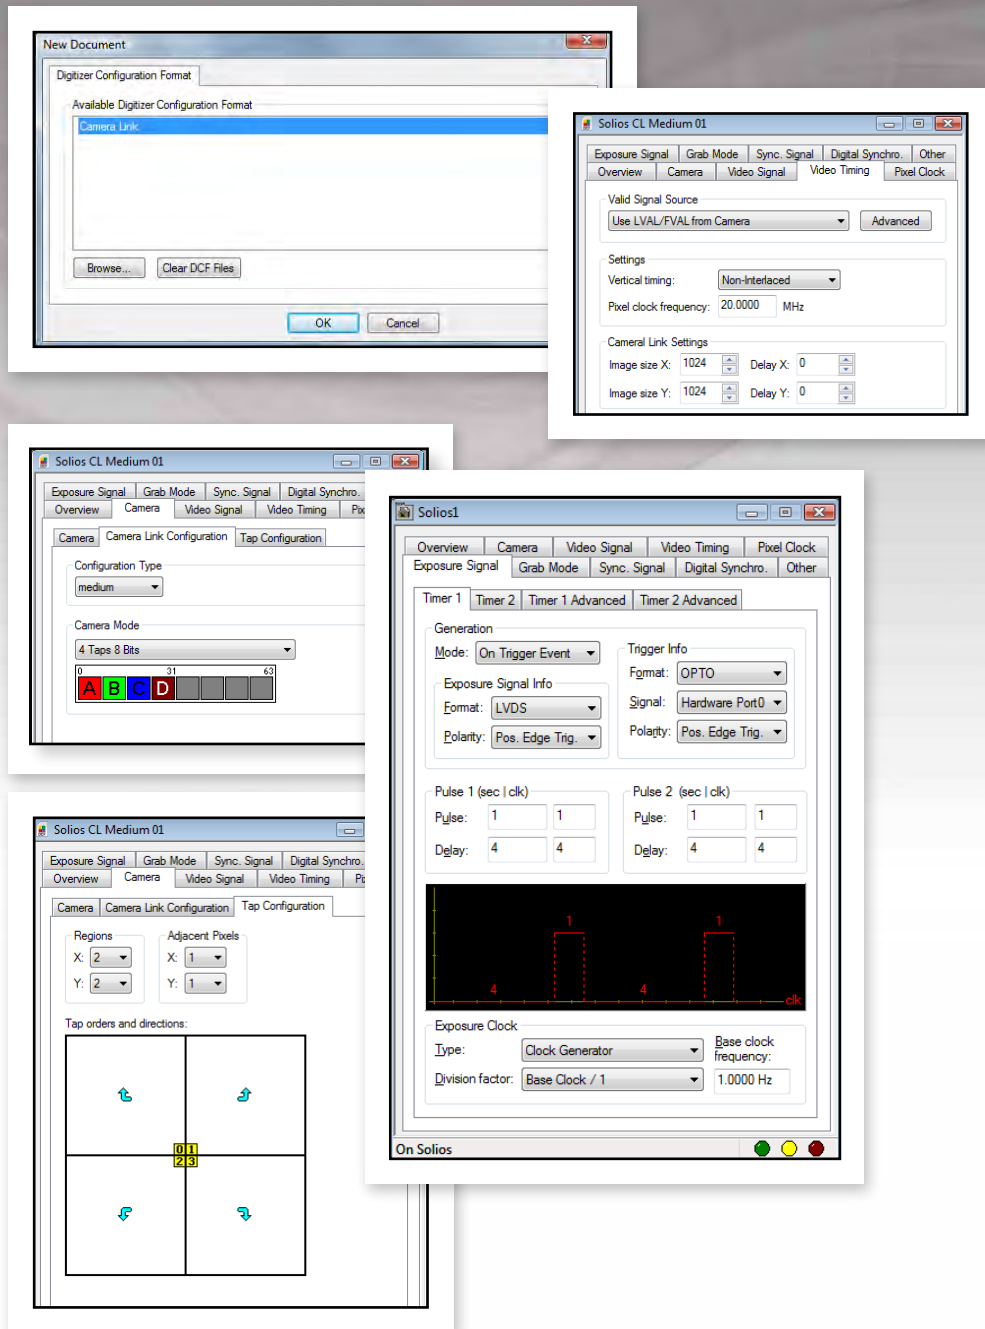 New Document
Digitizer Configuration Format
Available Digitizer Configuration Format
Camera Link
Browse... Clear DCF Files
OK Cancel
Solios CL Medium 01
Exposure Signal Grab Mode Sync. Signal Digital Synchro. Other
Overview Camera Video Signal Video Timing Pixel Clock
Valid Signal Source
Use LVAL/FVAL from Camera Advanced
Settings
Vertical timing: Non-Interlaced
Pixel clock frequency: 20.0000 MHz
Cameral Link Settings
Image size X: 1024 Delay X: 0
Image size Y: 1024 Delay Y: 0
Solios CL Medium 01
Exposure Signal Grab Mode Sync. Signal Digital Synchro.
Overview Camera Video Signal Video Timing Pix
Camera Camera Link Configuration Tap Configuration
Configuration Type
medium
Camera Mode
4 Taps 8 Bits
0 31 63
A B C D
Solios1
Overview Camera Video Signal Video Timing Pixel Clock
Exposure Signal Grab Mode Sync. Signal Digital Synchro. Other
Timer 1 Timer 2 Timer 1 Advanced Timer 2 Advanced
Generation
Mode: On Trigger Event
Exposure Signal Info
Format: LVDS
Polarity: Pos. Edge Trig.
Trigger Info
Format: OPTO
Signal: Hardware Port0
Polarity: Pos. Edge Trig.
Pulse 1 (sec | clk)
Pulse: 1 1
Delay: 4 4
Pulse 2 (sec | clk)
Pulse: 1 1
Delay: 4 4
1 1
4 4
clk
Exposure Clock
Type: Clock Generator
Division factor: Base Clock / 1
Base clock
frequency:
1.0000 Hz
On Solios
Solios CL Medium 01
Exposure Signal Grab Mode Sync. Signal Digital Synchro.
Overview Camera Video Signal Video Timing Pi
Camera Camera Link Configuration Tap Configuration
Regions
X: 2
Y: 2
Adjacent Pixels
X: 1
Y: 1
Tap orders and directions:
0 1
2 3